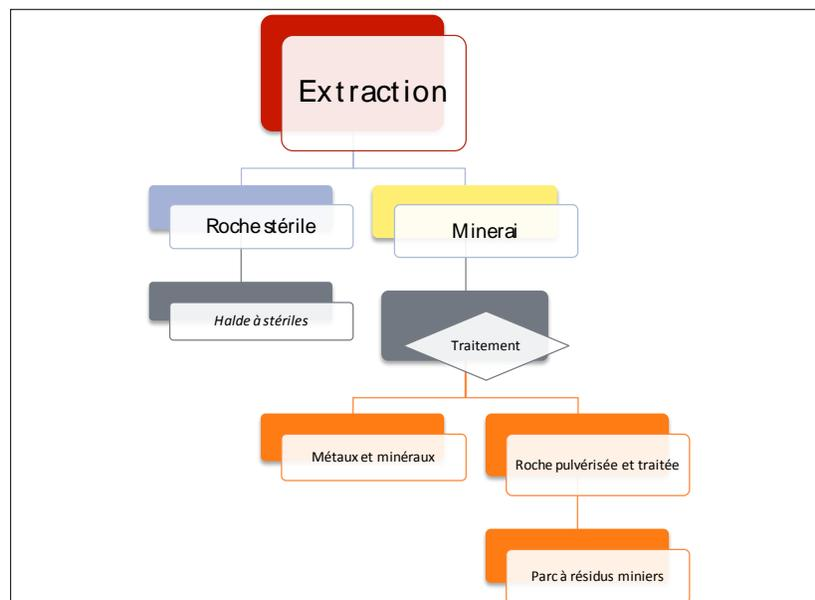 Extraction
Roche stérile
Minerai
Halde à stériles
Traitement
Métaux et minéraux
Roche pulvérisée et traitée
Parc à résidus miniers